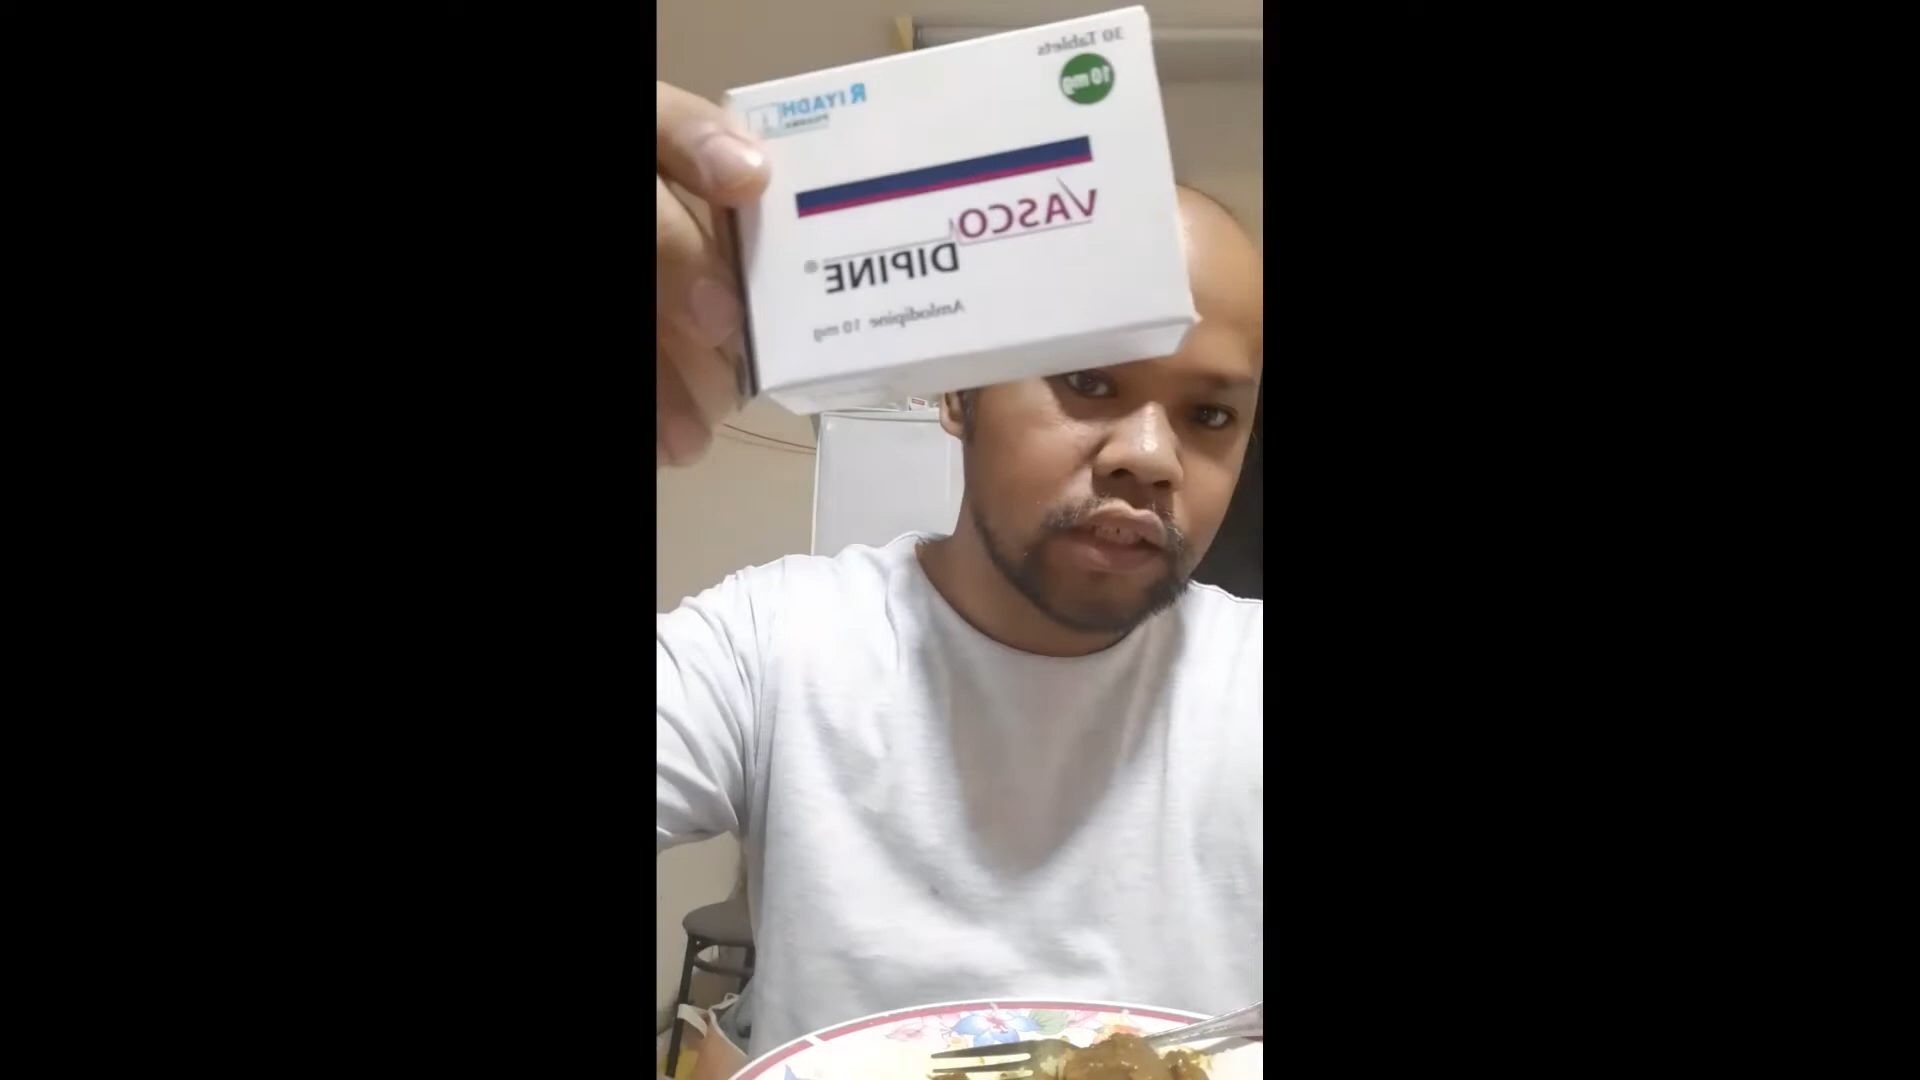 30 Tablets
10 mg
RIYADH
PHARMA
VASCO
DIPINE®
Amlodipine 10 mg